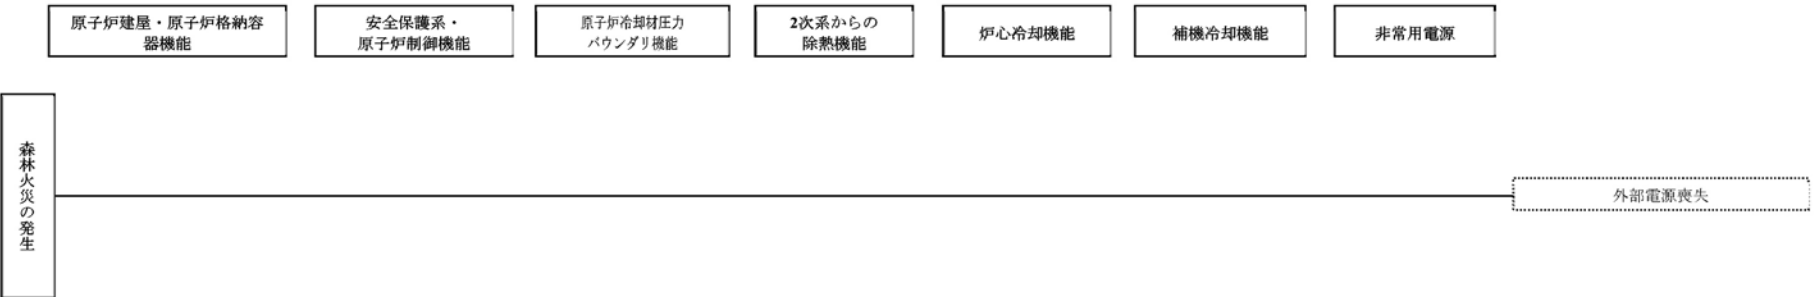 原子炉建屋・原子炉格納容
器機能
安全保護系・
原子炉制御機能
原子炉冷却材圧力
バウンダリ機能
2次系からの
除熱機能
炉心冷却機能
補機冷却機能
非常用電源
森林火災の発生
外部電源喪失